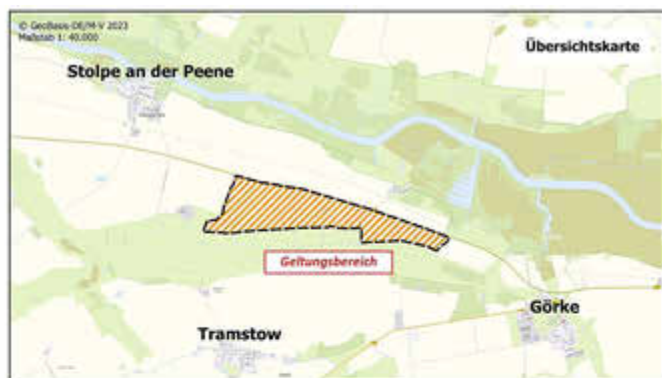 © GeoBasis-DE/M-V 2023
Maßstab 1: 40.000
Übersichtskarte
Stolpe an der Peene
Geltungsbereich
Görke
Tramstow